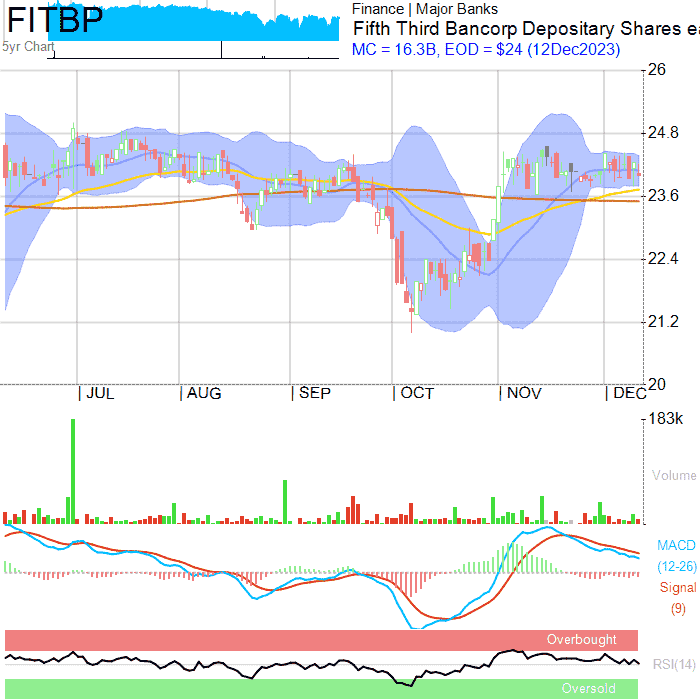 FITBP
5yr Chart
Finance | Major Banks
Fifth Third Bancorp Depositary Shares ea
MC = 16.3B, EOD = $24 (12Dec2023)
26
24.8
23.6
22.4
21.2
20
| JUL | AUG | SEP | OCT | NOV | DEC
183k
Volume
MACD
(12-26)
Signal
(9)
Overbought
RSI(14)
Oversold